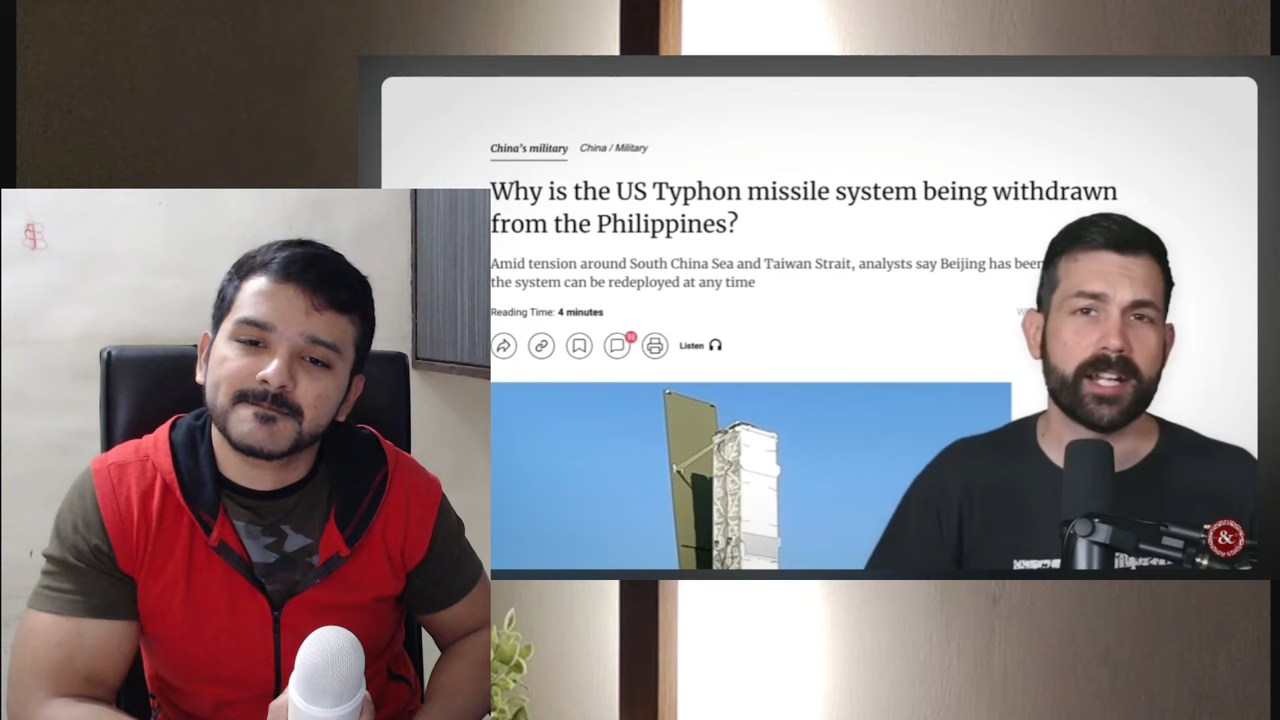 China's military China / Military
Why is the US Typhon missile system being withdrawn
from the Philippines?
Amid tension around South China Sea and Taiwan Strait, analysts say Beijing has been
the system can be redeployed at any time
Reading Time: 4 minutes
Listen
&